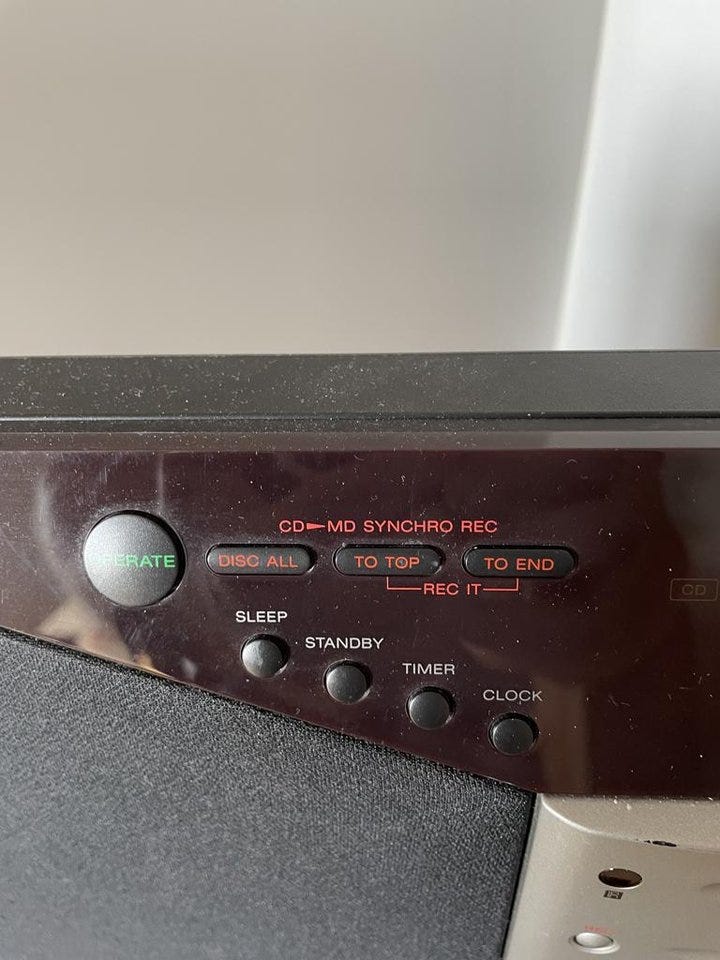 CD►MD SYNCHRO REC
ERATE DISC ALL TO TOP TO END
REC IT
CD
SLEEP
STANDBY
TIMER
CLOCK